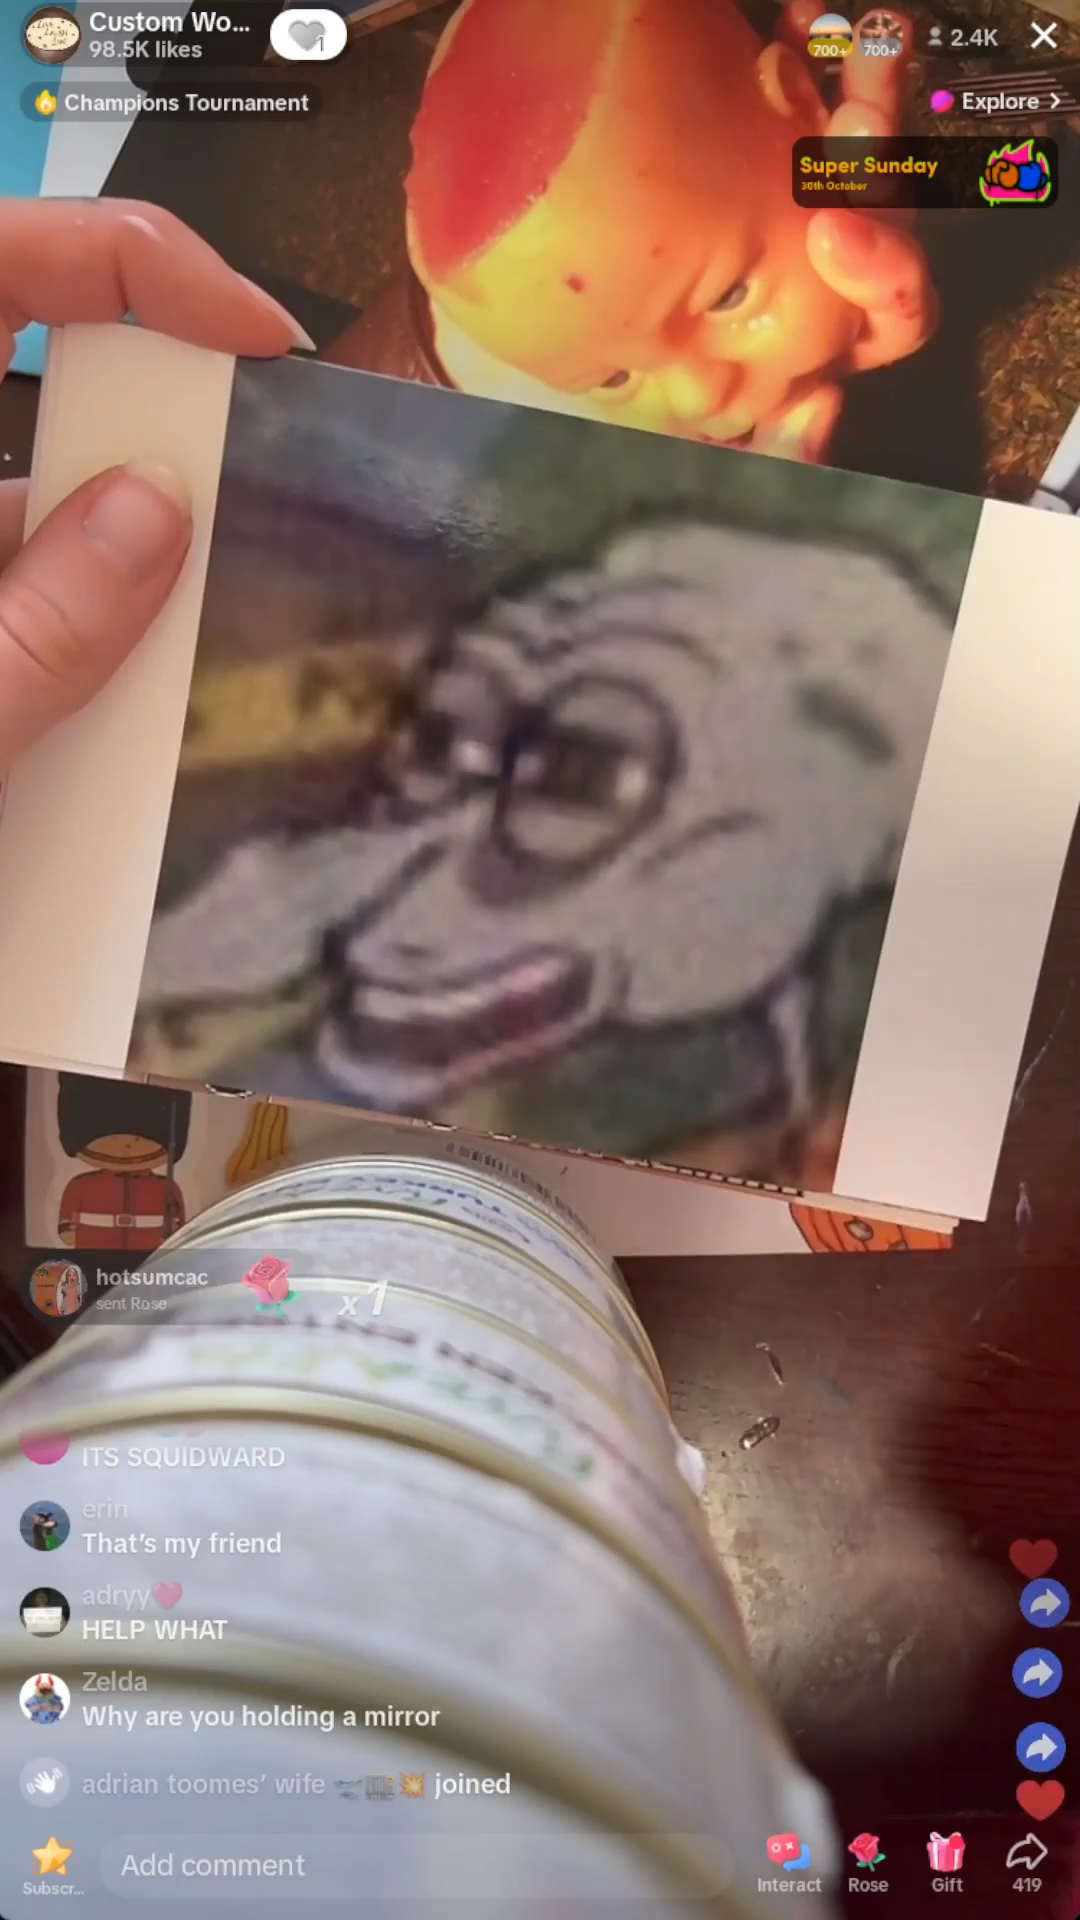 Custom Wo...
98.5K likes
1
700+
700+
2.4K
Champions Tournament
Explore >
Super Sunday
30th October
hotsumcac
sent Rose
x1
ITS SQUIDWARD
erin
That's my friend
adryy🩷
HELP WHAT
Zelda
Why are you holding a mirror
adrian toomes' wife 🛫🏬💥 joined
Subscr...
Add comment
Interact
Rose
Gift
419